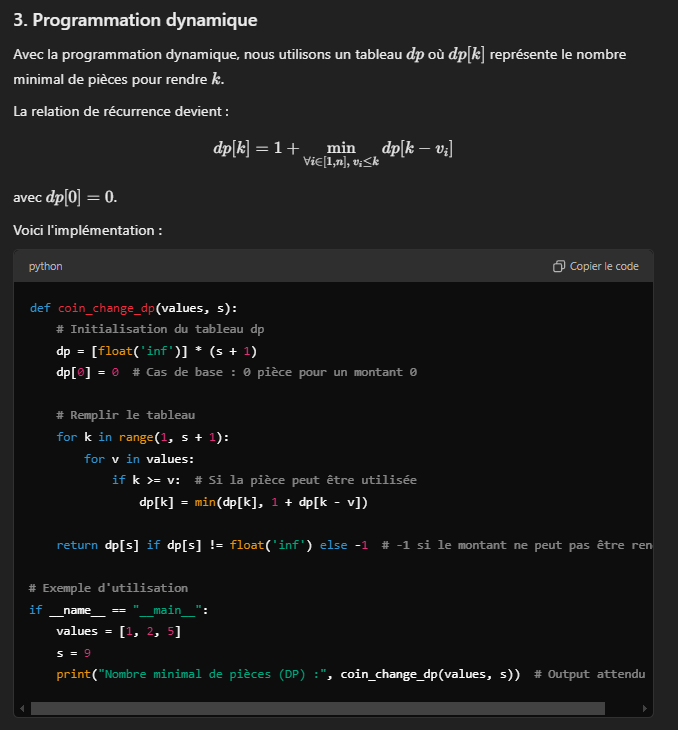 3. Programmation dynamique
Avec la programmation dynamique, nous utilisons un tableau dp où dp[k] représente le nombre
minimal de pièces pour rendre k.
La relation de récurrence devient :
dp[k] = 1 + min dp[k − v_i]
∀i∈[1,n], v_i≤k
avec dp[0] = 0.
Voici l'implémentation :
python Copier le code
def coin_change_dp(values, s):
    # Initialisation du tableau dp
    dp = [float('inf')] * (s + 1)
    dp[0] = 0  # Cas de base : 0 pièce pour un montant 0
    # Remplir le tableau
    for k in range(1, s + 1):
        for v in values:
            if k >= v:  # Si la pièce peut être utilisée
                dp[k] = min(dp[k], 1 + dp[k - v])
    return dp[s] if dp[s] != float('inf') else -1  # -1 si le montant ne peut pas être
# Exemple d'utilisation
if __name__ == "__main__":
    values = [1, 2, 5]
    s = 9
    print("Nombre minimal de pièces (DP) :", coin_change_dp(values, s))  # Output attendu